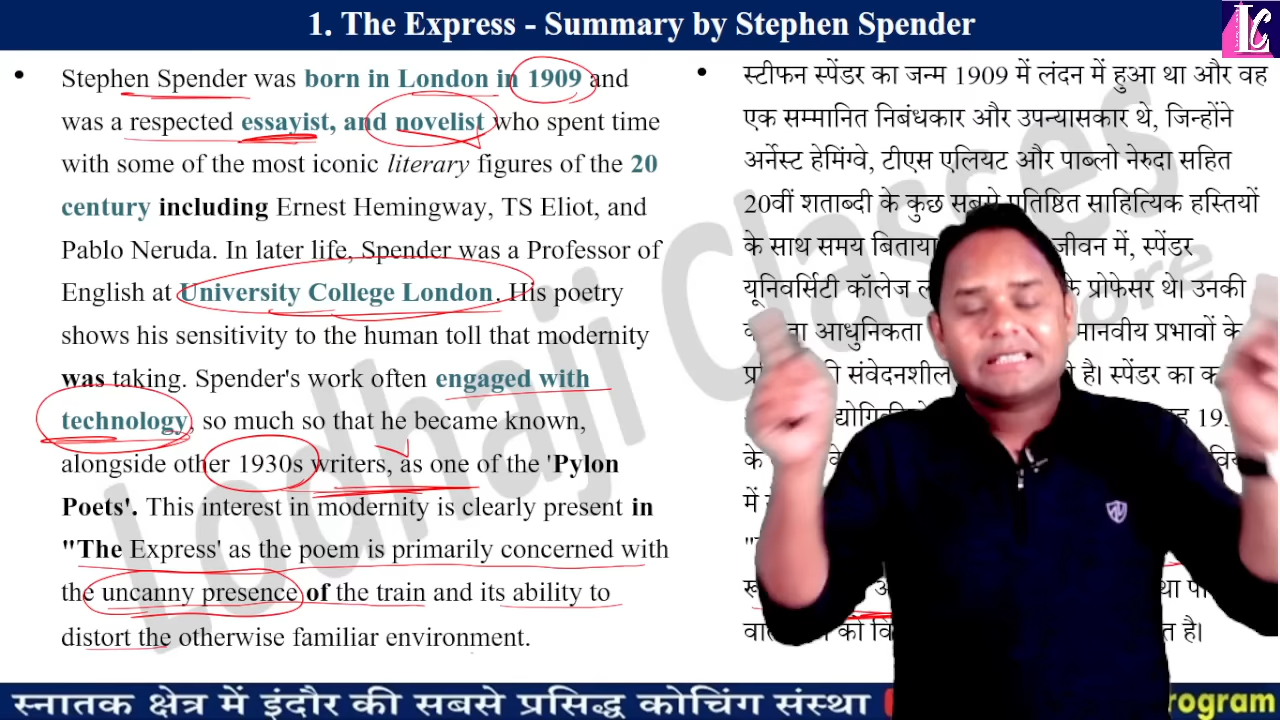 1. The Express - Summary by Stephen Spender
LC
• Stephen Spender was born in London in 1909 and
was a respected essayist, and novelist who spent time
with some of the most iconic literary figures of the 20
century including Ernest Hemingway, TS Eliot, and
Pablo Neruda. In later life, Spender was a Professor of
English at University College London. His poetry
shows his sensitivity to the human toll that modernity
was taking. Spender's work often engaged with
technology, so much so that he became known,
alongside other 1930s writers, as one of the 'Pylon
Poets'. This interest in modernity is clearly present in
"The Express' as the poem is primarily concerned with
the uncanny presence of the train and its ability to
distort the otherwise familiar environment.
• स्टीफन स्पेंडर का जन्म 1909 में लंदन में हुआ था और वह
एक सम्मानित निबंधकार और उपन्यासकार थे, जिन्होंने
अर्नेस्ट हेमिंग्वे, टीएस एलियट और पाब्लो नेरुदा सहित
20वीं शताब्दी के कुछ सबसे प्रतिष्ठित साहित्यिक हस्तियों
के साथ समय बिताया जीवन में, स्पेंडर
यूनिवर्सिटी कॉलेज के प्रोफेसर थे। उनकी
आधुनिकता मानवीय प्रभावों के
है। स्पेंडर का
के
में
को है।
Lodhaji Classes
स्नातक क्षेत्र में इंदौर की सबसे प्रसिद्ध कोचिंग संस्था